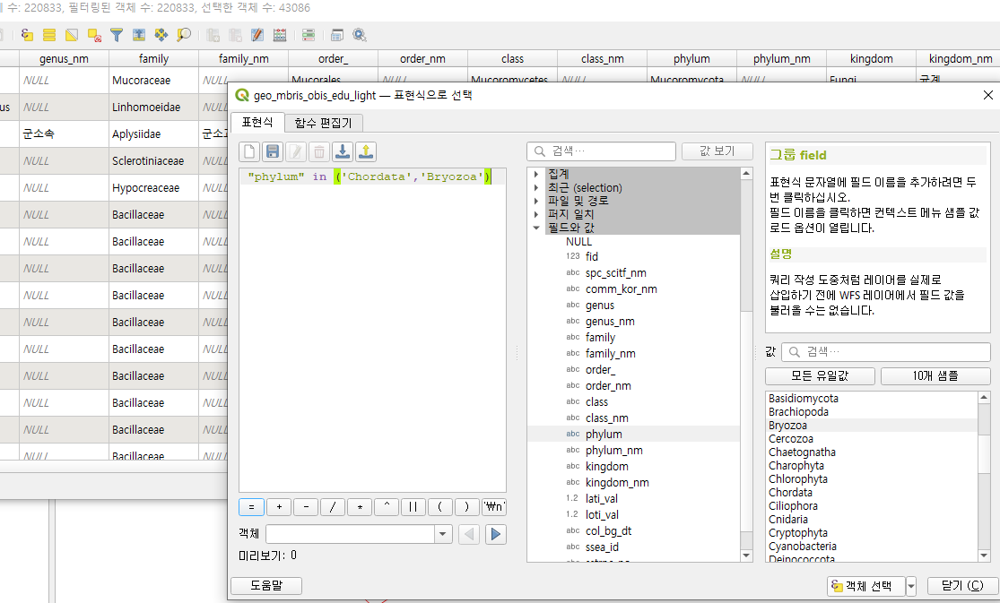 수: 220833, 필터링된 객체 수: 220833, 선택한 객체 수: 43086
genus_nm family family_nm order_ order_nm class class_nm phylum phylum_nm kingdom kingdom_nm
NULL Mucoraceae NULL Mucorales NULL Mucoromycetes NULL Mucoromycota NULL Fungi 균계
us NULL Linhomoeidae NULL
군소속 Aplysiidae
NULL Sclerotiniaceae NULL
NULL Hypocreaceae NULL
NULL Bacillaceae NULL
NULL Bacillaceae NULL
NULL Bacillaceae NULL
NULL Bacillaceae NULL
NULL Bacillaceae NULL
NULL Bacillaceae NULL
NULL Bacillaceae NULL
NULL Bacillaceae NULL
NULL Bacillaceae NULL
NULL Bacillaceae NULL
geo_mbris_obis_edu_light — 표현식으로 선택
표현식 함수 편집기
"phylum" in ('Chordata','Bryozoa')
= + - / * ^ || ( ) '\n'
객체
미리보기: 0
도움말
검색… 값 보기
집계
최근 (selection)
파일 및 경로
퍼지 일치
필드와 값
NULL
123 fid
abc spc_scitf_nm
abc comm_kor_nm
abc genus
abc genus_nm
abc family
abc family_nm
abc order_
abc order_nm
abc class
abc class_nm
abc phylum
abc phylum_nm
abc kingdom
abc kingdom_nm
1.2 lati_val
1.2 loti_val
abc col_bg_dt
abc ssea_id
그룹 field
표현식 문자열에 필드 이름을 추가하려면 두
번 클릭하십시오.
필드 이름을 클릭하면 컨텍스트 메뉴 샘플 값
로드 옵션이 열립니다.
설명
쿼리 작성 도중처럼 레이어를 실제로
삽입하기 전에 WFS 레이어에서 필드 값을
불러올 수는 없습니다.
값 검색…
모든 유일값 10개 샘플
Basidiomycota
Brachiopoda
Bryozoa
Cercozoa
Chaetognatha
Charophyta
Chlorophyta
Chordata
Ciliophora
Cnidaria
Cryptophyta
Cyanobacteria
Deinococcota
객체 선택 닫기 (C)